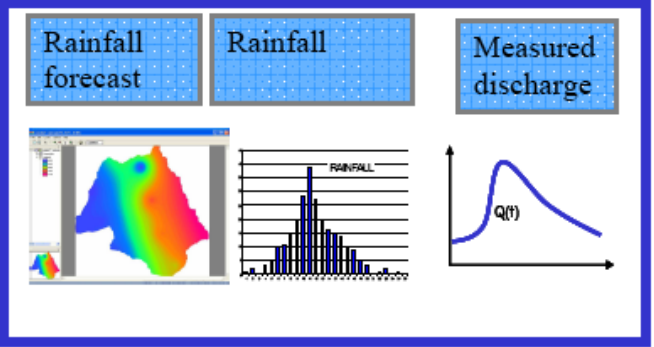 Rainfall
forecast
Rainfall
Measured
discharge
RAINFALL
Q(t)